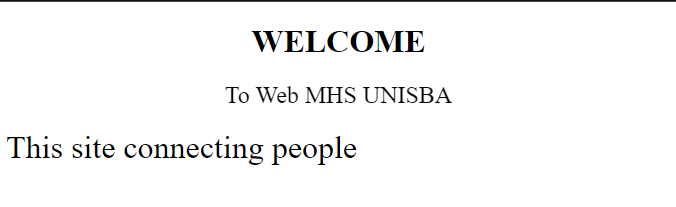 WELCOME
To Web MHS UNISBA
This site connecting people